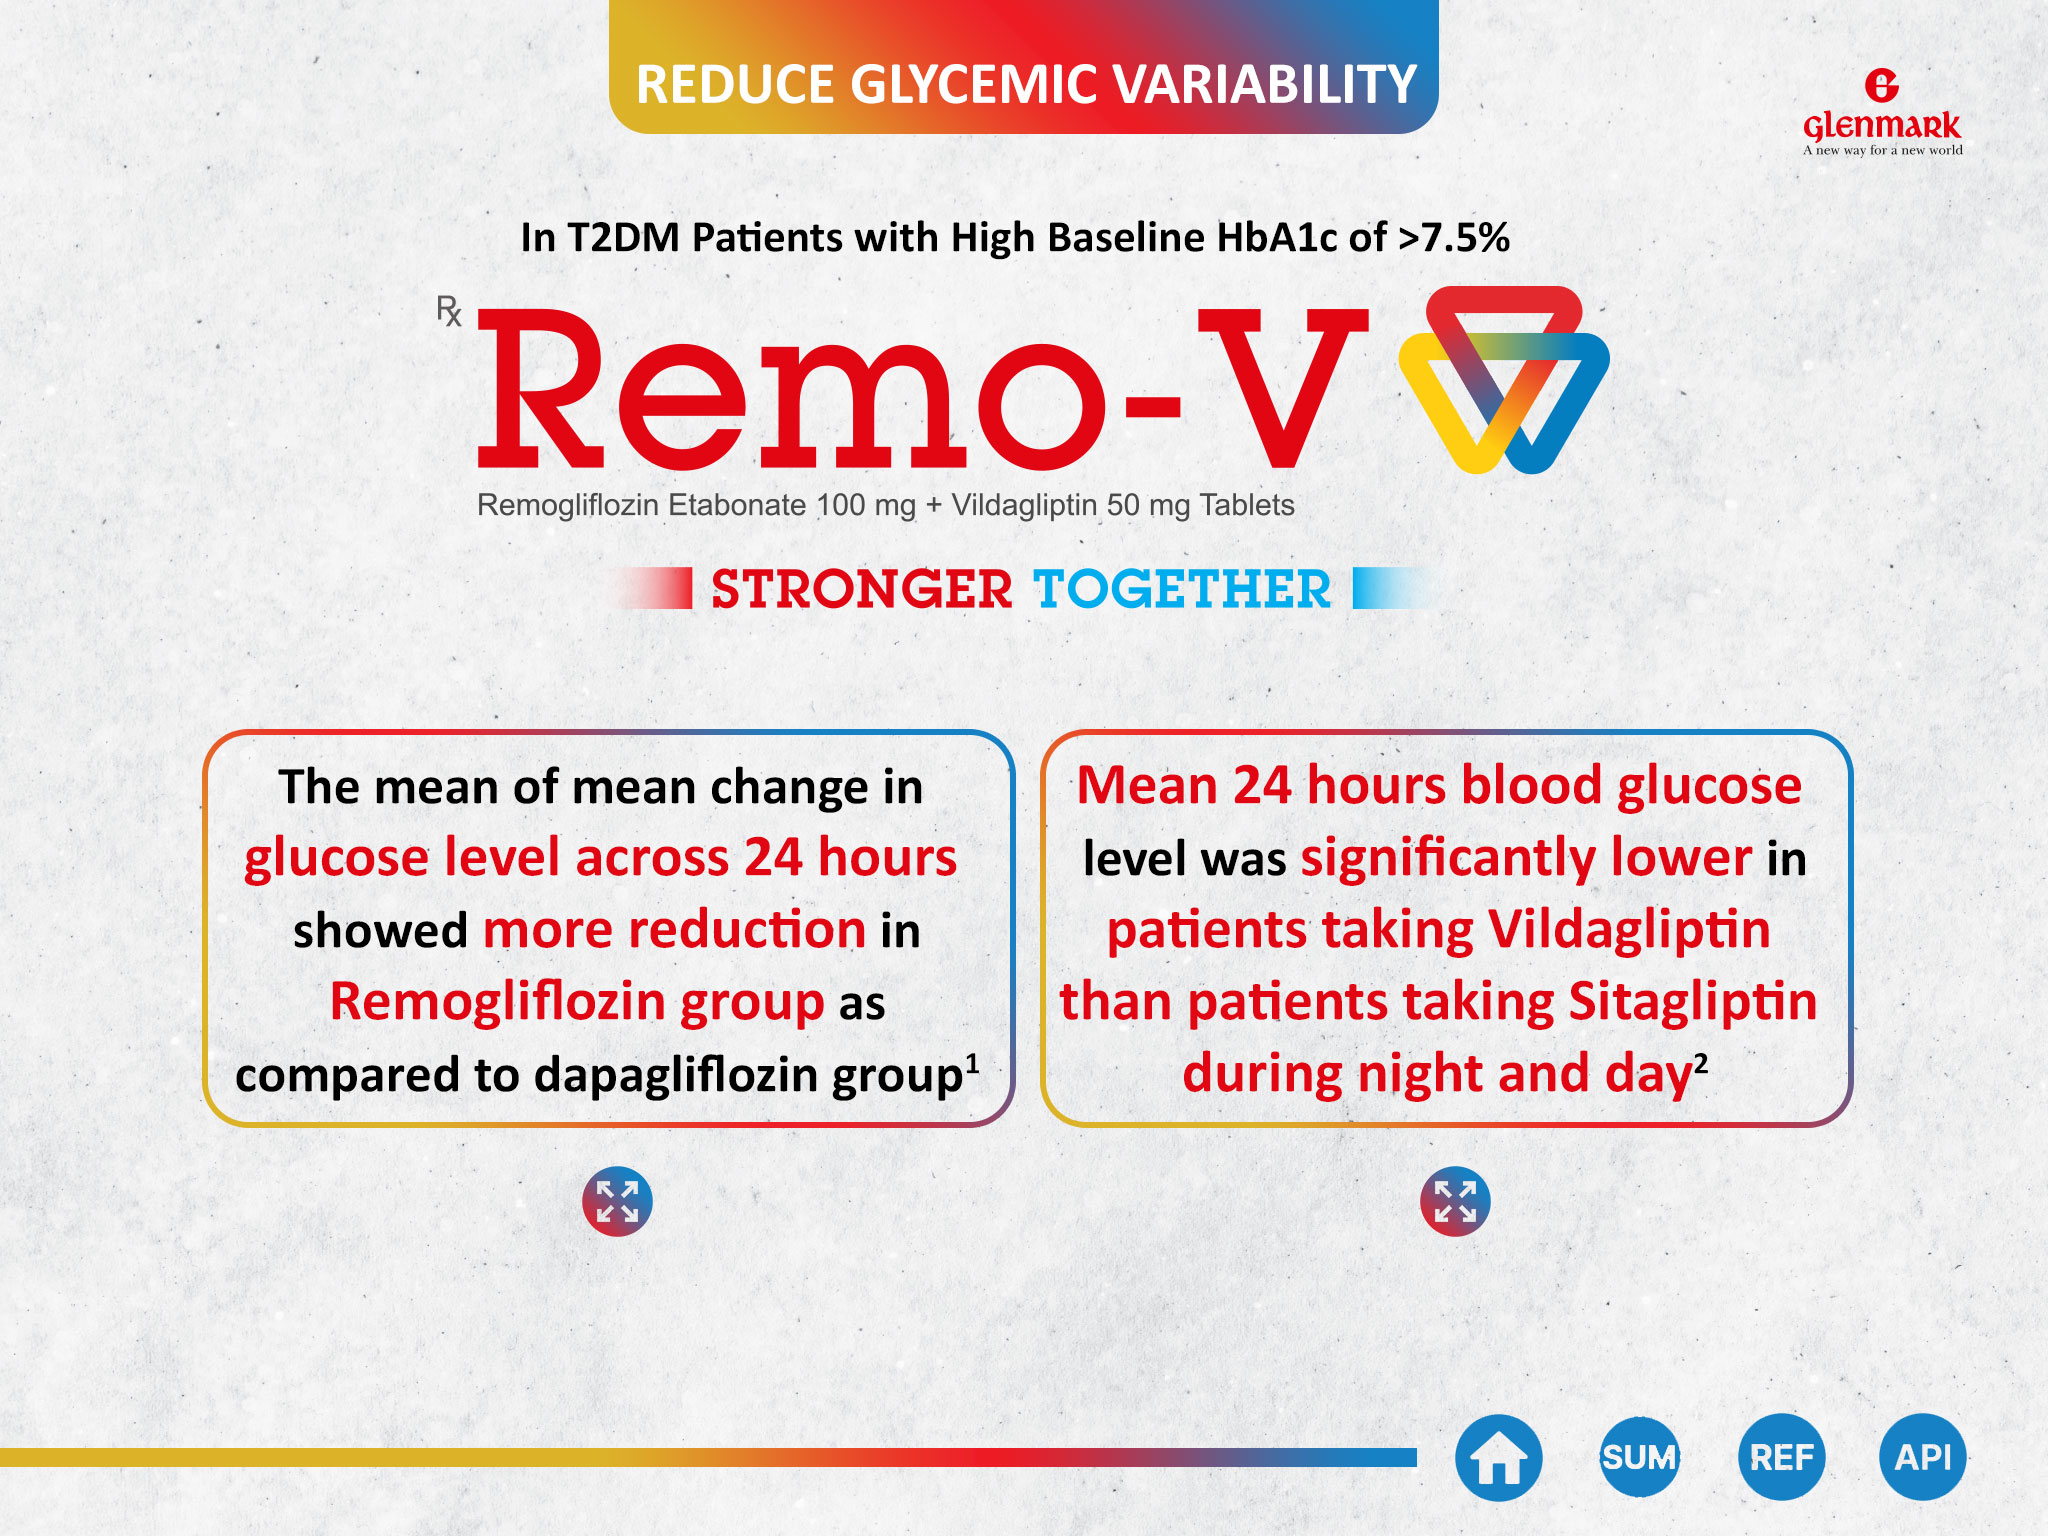 REDUCE GLYCEMIC VARIABILITY
glenmark
A new way for a new world
In T2DM Patients with High Baseline HbA1c of >7.5%
Rx
Remo-V
Remogliflozin Etabonate 100 mg + Vildagliptin 50 mg Tablets
STRONGER TOGETHER
The mean of mean change in
glucose level across 24 hours
showed more reduction in
Remogliflozin group as
compared to dapagliflozin group¹
Mean 24 hours blood glucose
level was significantly lower in
patients taking Vildagliptin
than patients taking Sitagliptin
during night and day²
SUM
REF
API